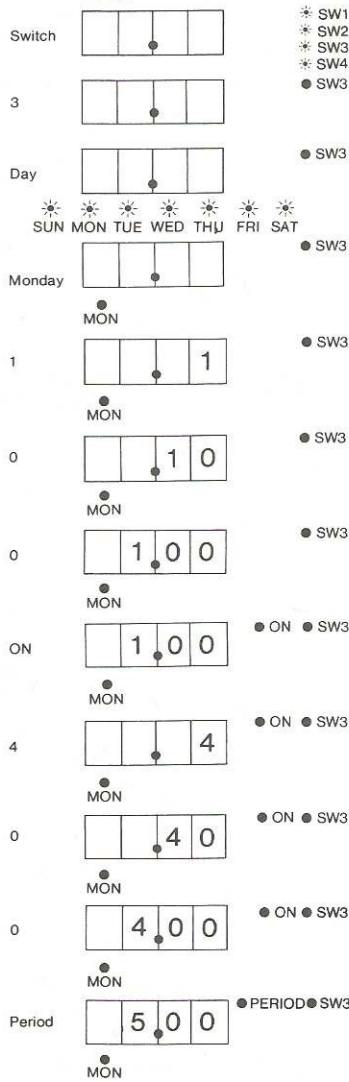 Switch
SW1
SW2
SW3
SW4
3
SW3
Day
SW3
SUN MON TUE WED THU FRI SAT
Monday
SW3
MON
1
1
SW3
MON
0
1 0
SW3
MON
0
1 0 0
SW3
MON
ON
1 0 0
ON SW3
MON
4
4
ON SW3
MON
0
4 0
ON SW3
MON
0
4 0 0
ON SW3
MON
Period
5 0 0
PERIOD SW3
MON